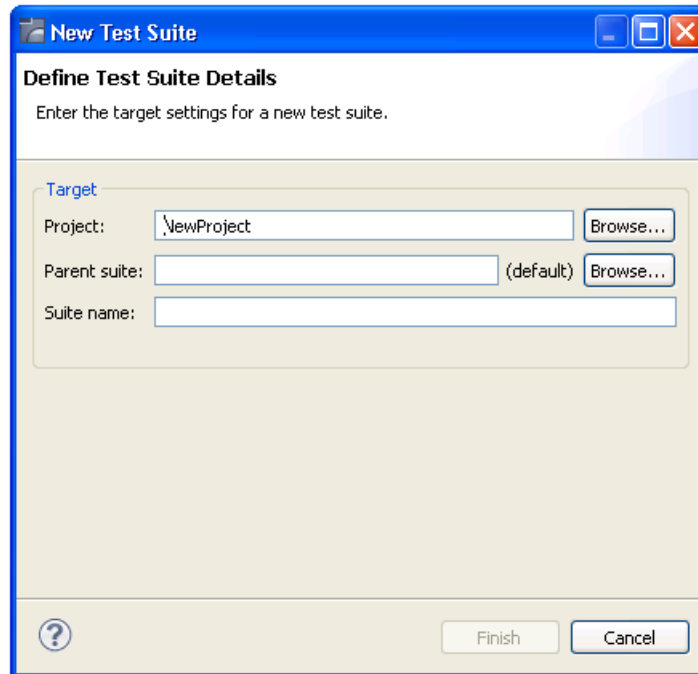 New Test Suite
Define Test Suite Details
Enter the target settings for a new test suite.
Target
Project: NewProject Browse...
Parent suite: (default) Browse...
Suite name:
?
Finish Cancel